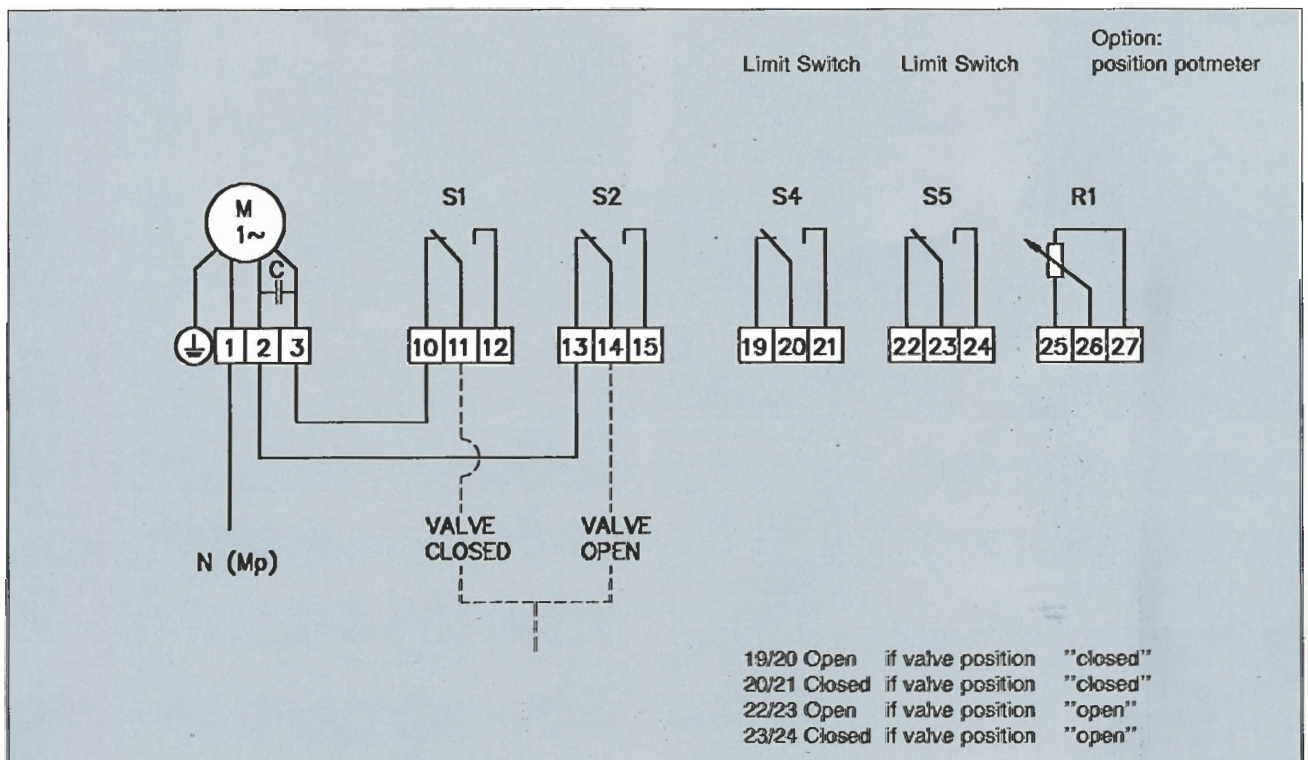 Option:
Limit Switch Limit Switch position potmeter
M
1~
C
S1 S2 S4 S5 R1
1 2 3 10 11 12 13 14 15 19 20 21 22 23 24 25 26 27
VALVE CLOSED
VALVE OPEN
N (Mp)
19/20 Open if valve position "closed"
20/21 Closed if valve position "closed"
22/23 Open if valve position "open"
23/24 Closed if valve position "open"